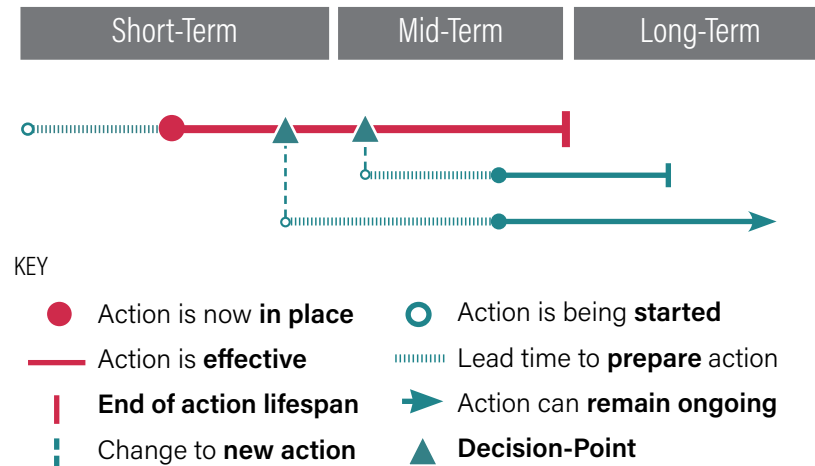 Short-Term Mid-Term Long-Term
KEY
Action is now in place
Action is being started
Action is effective
Lead time to prepare action
End of action lifespan
Action can remain ongoing
Change to new action
Decision-Point